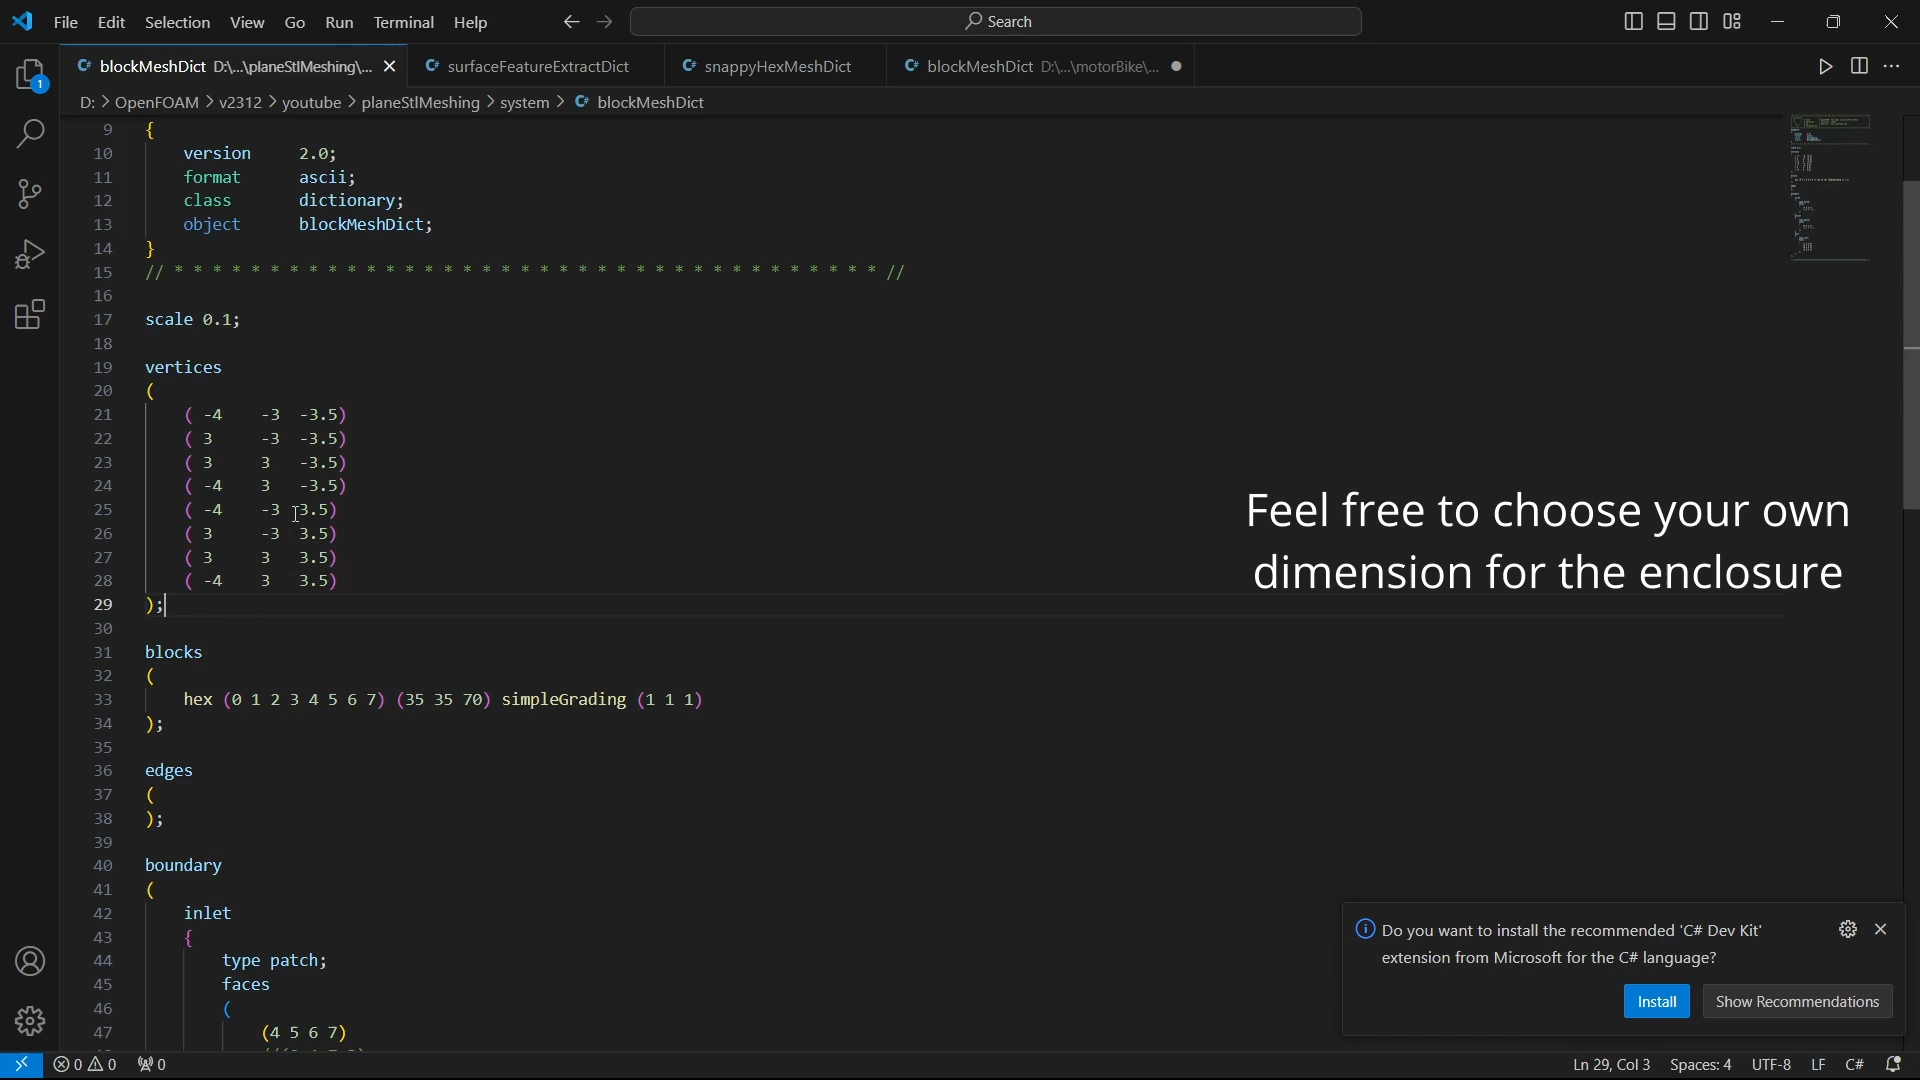 File Edit Selection View Go Run Terminal Help Search
blockMeshDict D:\...\planeStlMeshing\... surfaceFeatureExtractDict snappyHexMeshDict blockMeshDict D:\...\motorBike\...
D: > OpenFOAM > v2312 > youtube > planeStlMeshing > system > blockMeshDict
1
9 {
10 version 2.0;
11 format ascii;
12 class dictionary;
13 object blockMeshDict;
14 }
15 // * * * * * * * * * * * * * * * * * * * * * * * * * * * * * * * * * * * * * //
16
17 scale 0.1;
18
19 vertices
20 (
21 ( -4 -3 -3.5)
22 ( 3 -3 -3.5)
23 ( 3 3 -3.5)
24 ( -4 3 -3.5)
25 ( -4 -3 3.5)
26 ( 3 -3 3.5)
27 ( 3 3 3.5)
28 ( -4 3 3.5)
29 );
30
31 blocks
32 (
33 hex (0 1 2 3 4 5 6 7) (35 35 70) simpleGrading (1 1 1)
34 );
35
36 edges
37 (
38 );
39
40 boundary
41 (
42 inlet
43 {
44 type patch;
45 faces
46 (
47 (4 5 6 7)
Feel free to choose your own
dimension for the enclosure
Do you want to install the recommended 'C# Dev Kit'
extension from Microsoft for the C# language?
Install Show Recommendations
0 0 0 Ln 29, Col 3 Spaces: 4 UTF-8 LF C#